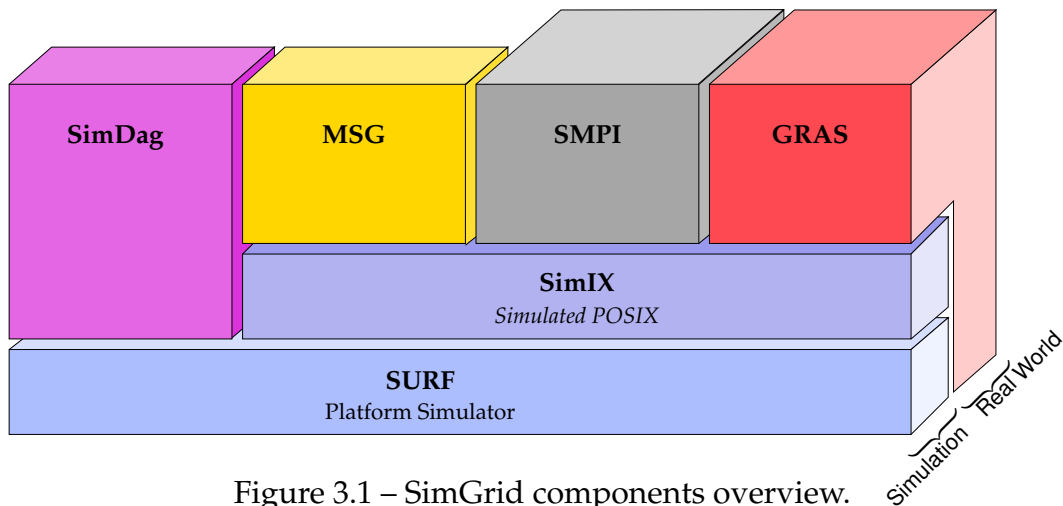 SimDag
MSG
SMPI
GRAS
SimIX
Simulated POSIX
SURF
Platform Simulator
Simulation
Real World
Figure 3.1 – SimGrid components overview.